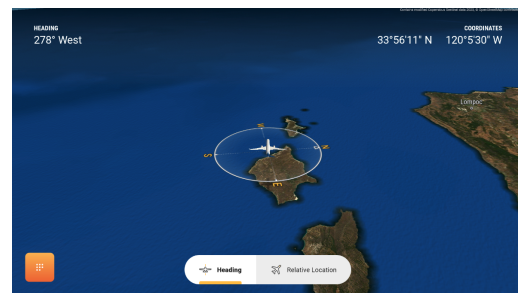 HEADING
278° West
COORDINATES
33°56'11" N 120°5'30" W
Lompoc
W
N
S
E
Heading
Relative Location